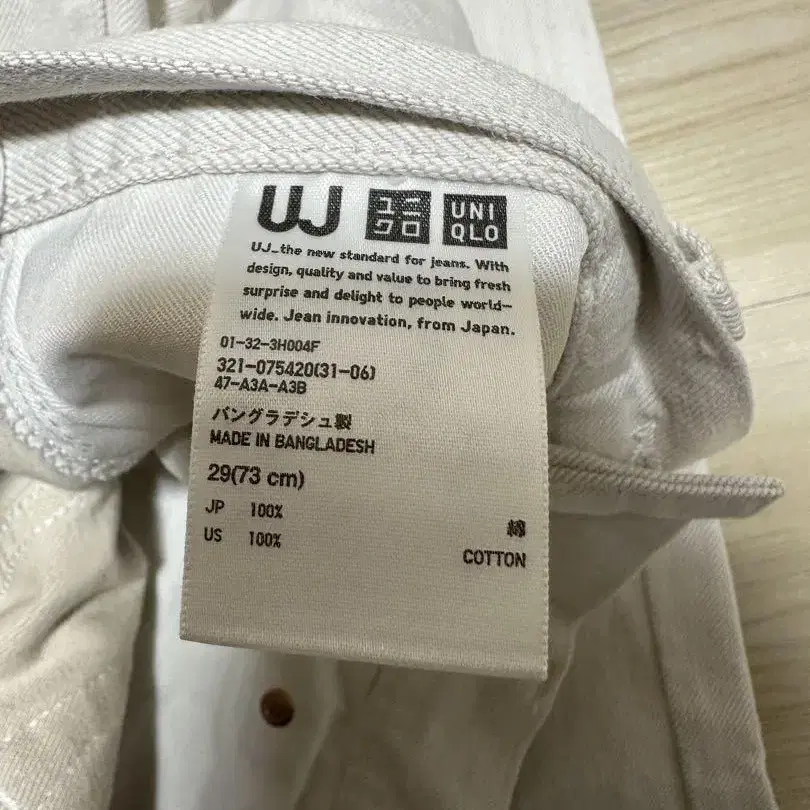 UJ ユニクロ UNIQLO
UJ_the new standard for jeans. With
design, quality and value to bring fresh
surprise and delight to people world-
wide. Jean innovation, from Japan.
01-32-3H004F
321-075420(31-06)
47-A3A-A3B
バングラデシュ製
MADE IN BANGLADESH
29(73 cm)
JP 100% 綿
US 100% COTTON